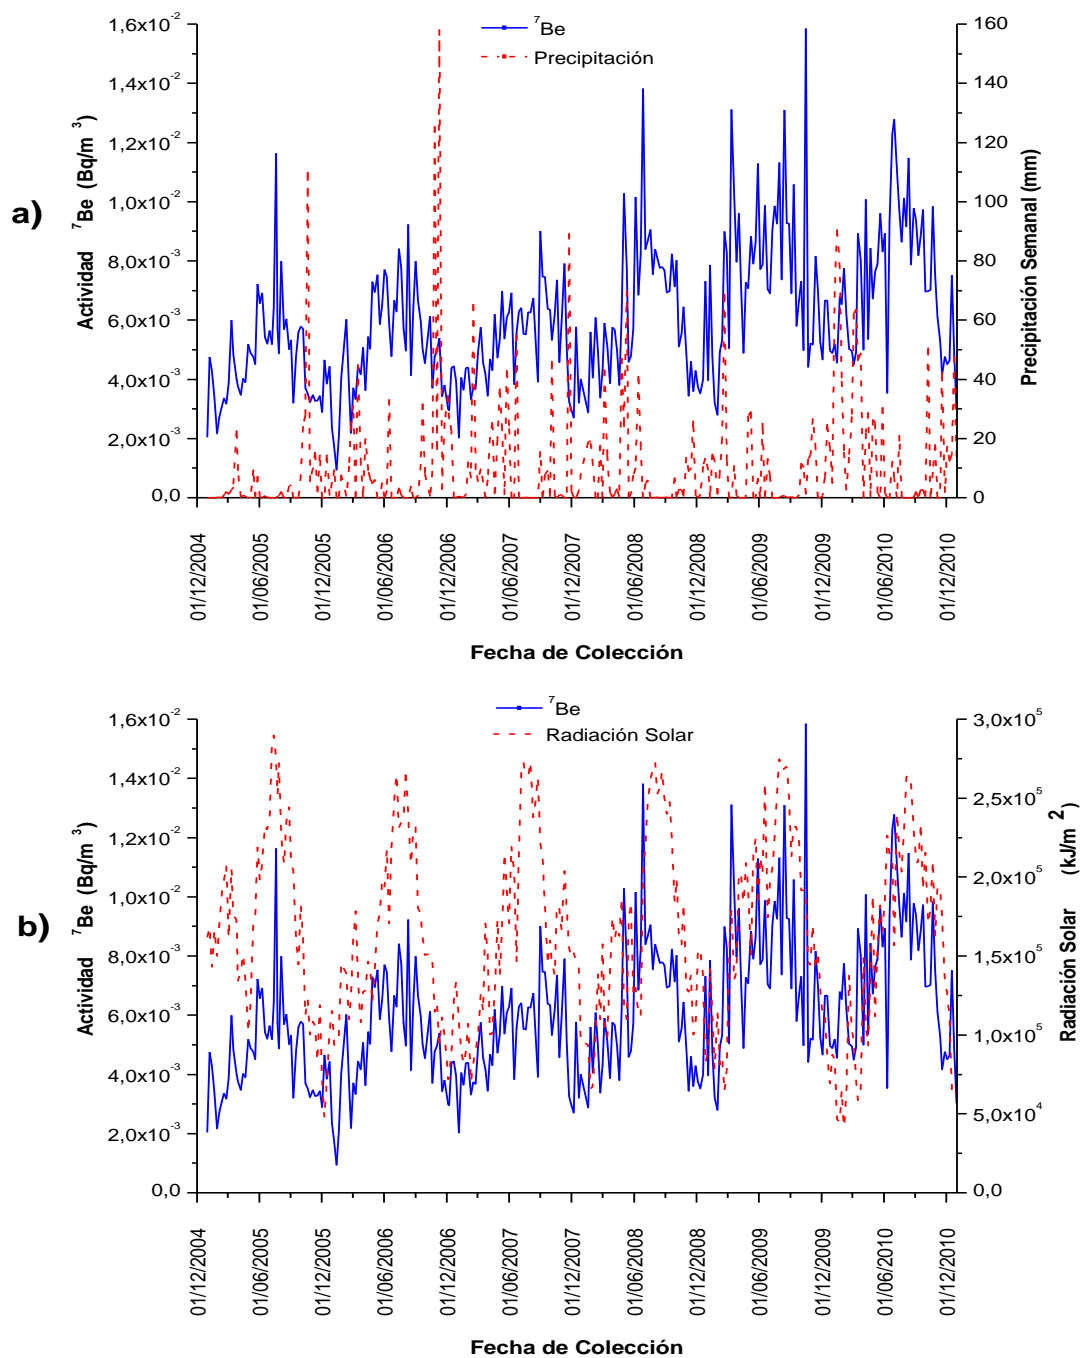 a)
⁷Be
Precipitación
Actividad ⁷Be (Bq/m³)
1,6x10⁻²
1,4x10⁻²
1,2x10⁻²
1,0x10⁻²
8,0x10⁻³
6,0x10⁻³
4,0x10⁻³
2,0x10⁻³
0,0
Precipitación Semanal (mm)
160
140
120
100
80
60
40
20
0
01/12/2004
01/06/2005
01/12/2005
01/06/2006
01/12/2006
01/06/2007
01/12/2007
01/06/2008
01/12/2008
01/06/2009
01/12/2009
01/06/2010
01/12/2010
Fecha de Colección
b)
⁷Be
Radiación Solar
Actividad ⁷Be (Bq/m³)
1,6x10⁻²
1,4x10⁻²
1,2x10⁻²
1,0x10⁻²
8,0x10⁻³
6,0x10⁻³
4,0x10⁻³
2,0x10⁻³
0,0
Radiación Solar (kJ/m²)
3,0x10⁵
2,5x10⁵
2,0x10⁵
1,5x10⁵
1,0x10⁵
5,0x10⁴
0,0
01/12/2004
01/06/2005
01/12/2005
01/06/2006
01/12/2006
01/06/2007
01/12/2007
01/06/2008
01/12/2008
01/06/2009
01/12/2009
01/06/2010
01/12/2010
Fecha de Colección